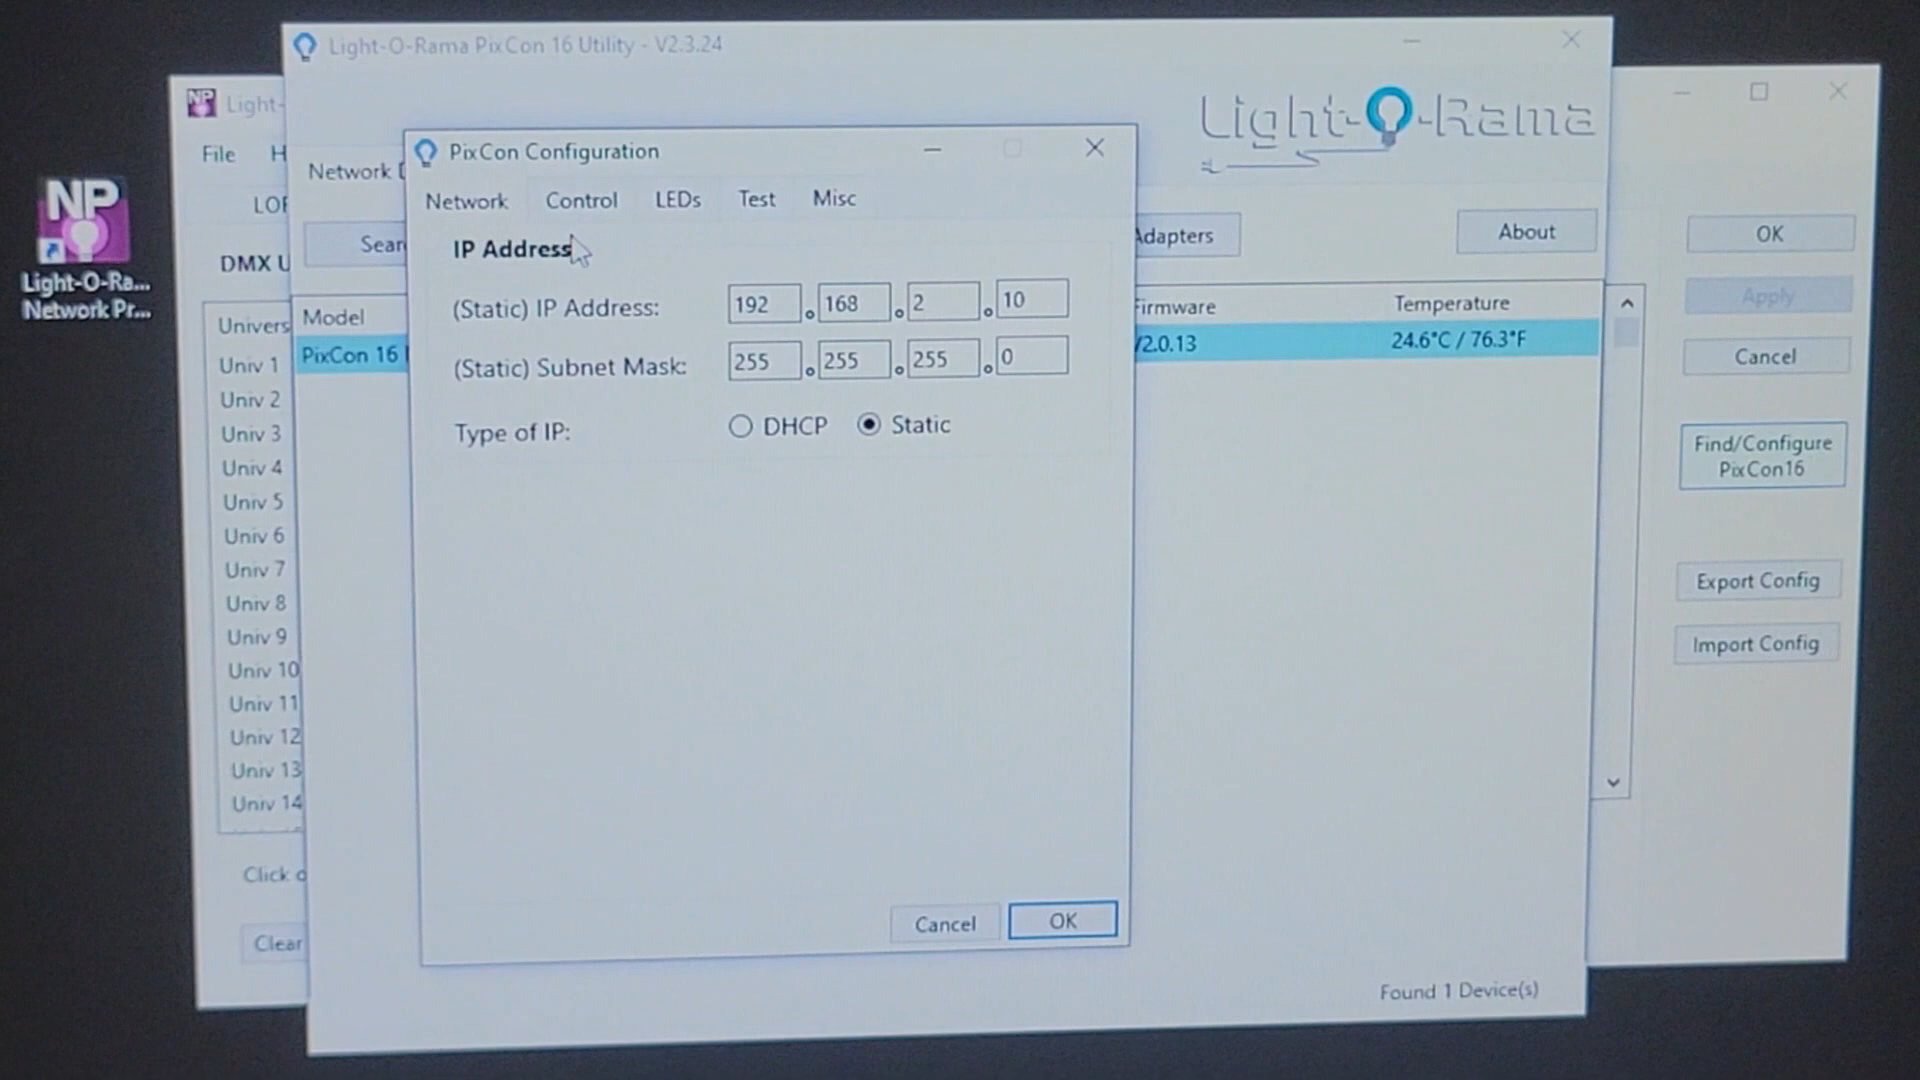 Light-O-Rama PixCon 16 Utility - V2.3.24
Light-O-Rama
NP
Light-
File H
LOR
DMX U
Univers
Univ 1
Univ 2
Univ 3
Univ 4
Univ 5
Univ 6
Univ 7
Univ 8
Univ 9
Univ 10
Univ 11
Univ 12
Univ 13
Univ 14
Click
Clear
NP
Light-O-Ra...
Network Pr...
Network
Sear
Adapters
About
Model
Firmware
Temperature
PixCon 16
V2.0.13
24.6°C / 76.3°F
Found 1 Device(s)
PixCon Configuration
Network Control LEDs Test Misc
IP Address
(Static) IP Address: 192 . 168 . 2 . 10
(Static) Subnet Mask: 255 . 255 . 255 . 0
Type of IP: DHCP Static
Cancel OK
OK
Apply
Cancel
Find/Configure
PixCon16
Export Config
Import Config